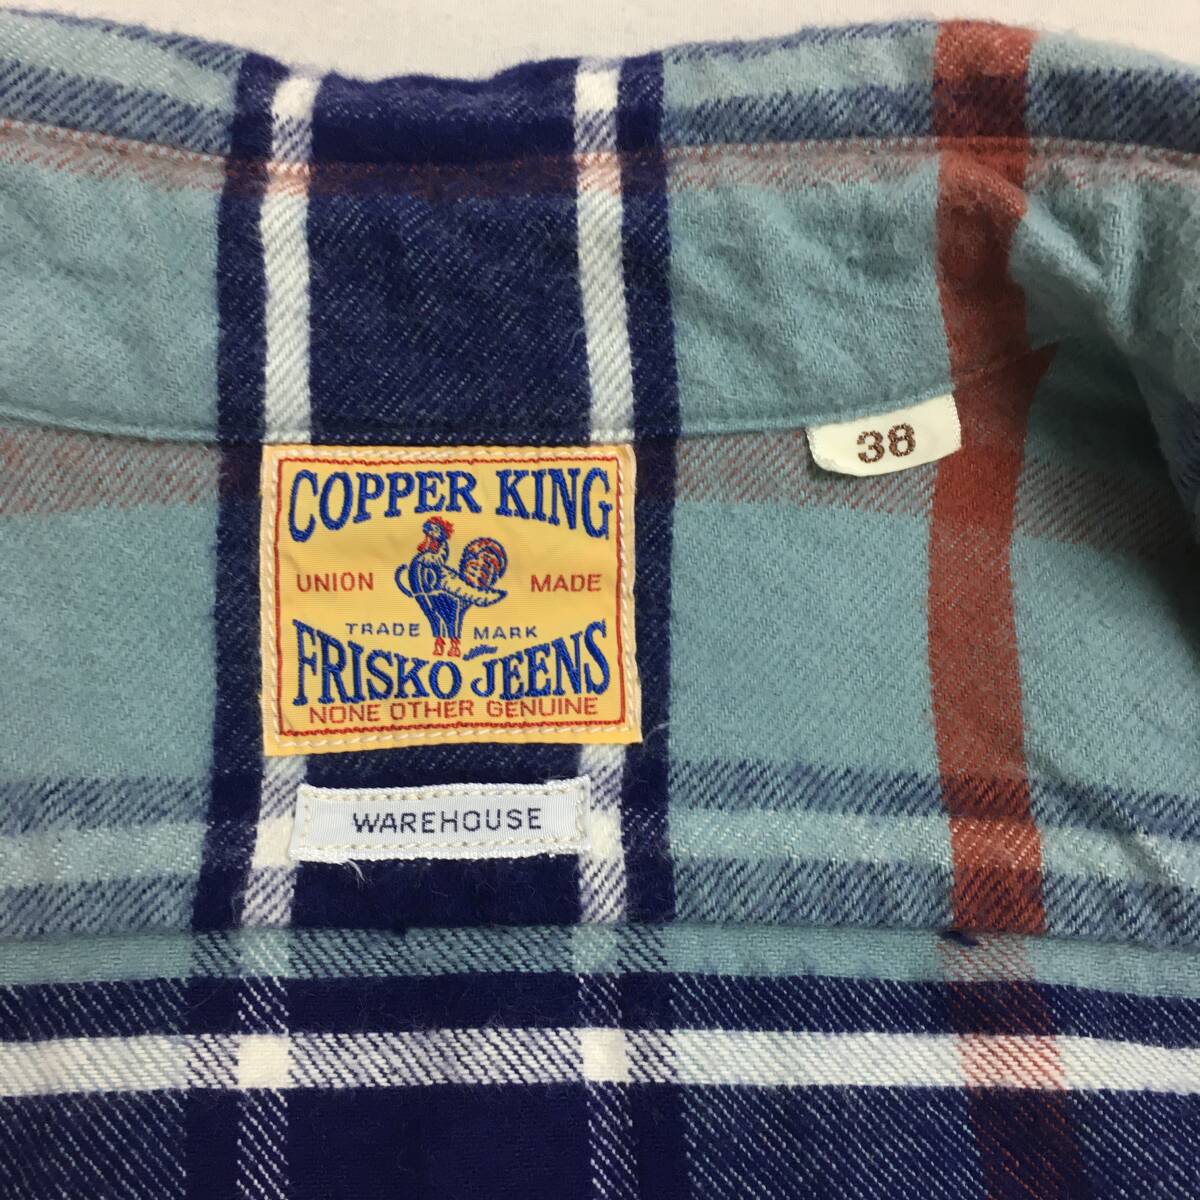 COPPER KING
UNION MADE
TRADE MARK
FRISKO JEENS
NONE OTHER GENUINE
WAREHOUSE
38